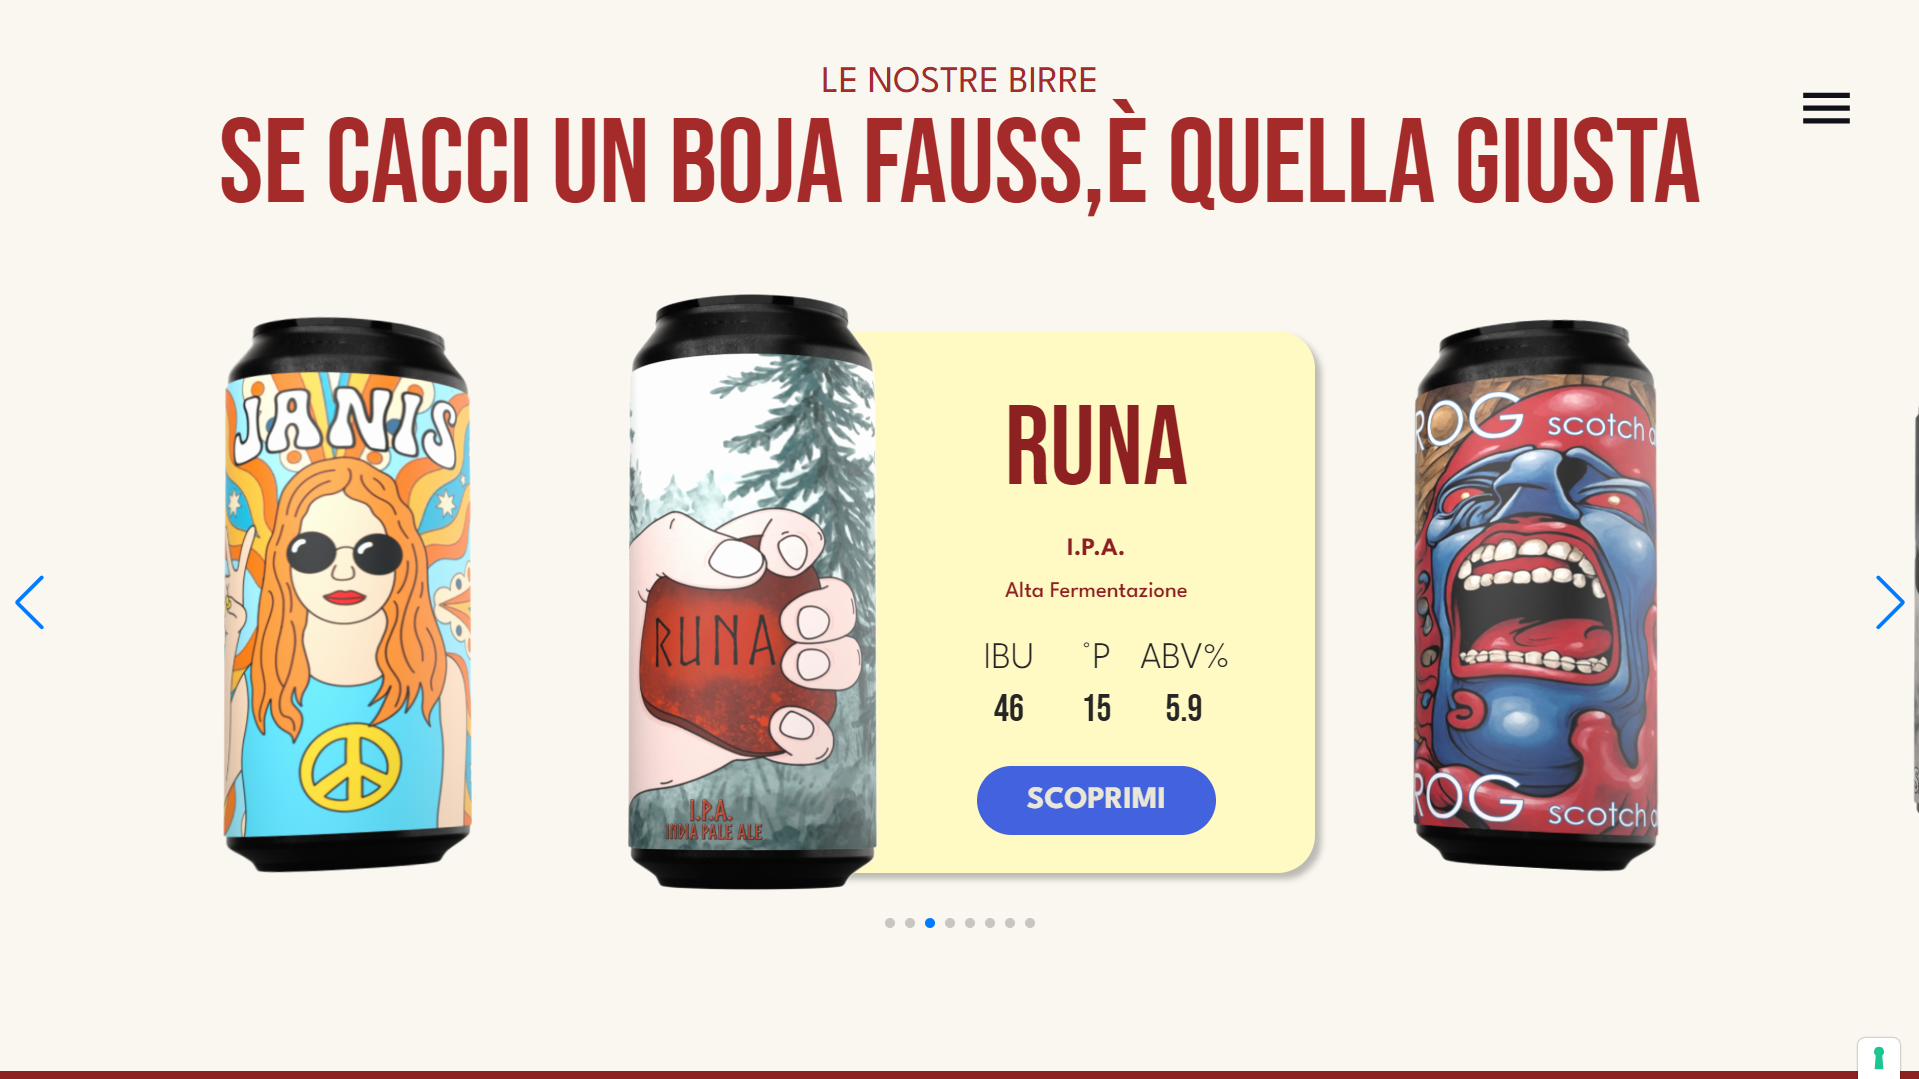 LE NOSTRE BIRRE
SE CACCI UN BOJA FAUSS,È QUELLA GIUSTA
JANIS
RUNA
I.P.A.
INDIA PALE ALE
RUNA
I.P.A.
Alta Fermentazione
IBU °P ABV%
46 15 5.9
SCOPRIMI
ROG scotch a
ROG scotch a